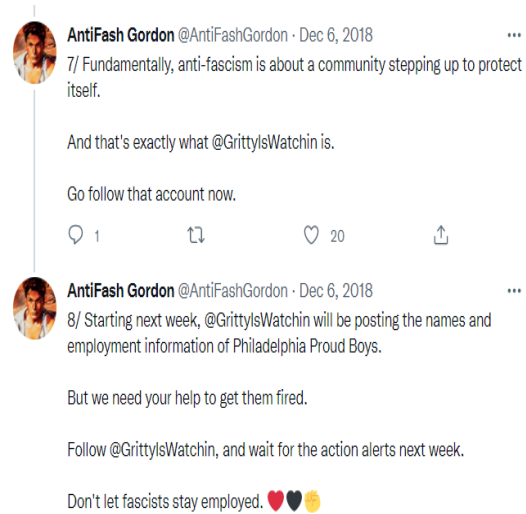 AntiFash Gordon @AntiFashGordon · Dec 6, 2018 ...
7/ Fundamentally, anti-fascism is about a community stepping up to protect
itself.
And that's exactly what @GrittyIsWatchin is.
Go follow that account now.
1 20
AntiFash Gordon @AntiFashGordon · Dec 6, 2018 ...
8/ Starting next week, @GrittyIsWatchin will be posting the names and
employment information of Philadelphia Proud Boys.
But we need your help to get them fired.
Follow @GrittyIsWatchin, and wait for the action alerts next week.
Don't let fascists stay employed. ❤️🖤✊